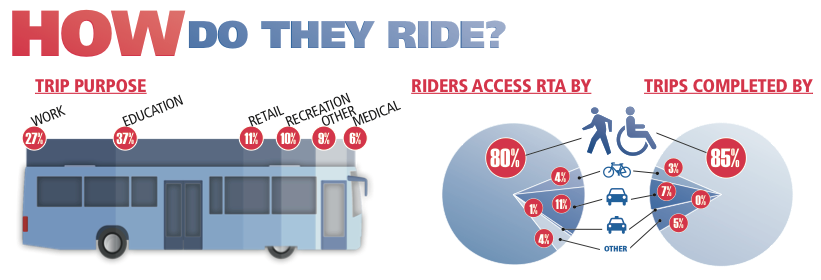 HOW DO THEY RIDE?
TRIP PURPOSE
WORK
27%
EDUCATION
37%
RETAIL
11%
RECREATION
10%
OTHER
9%
MEDICAL
6%
RIDERS ACCESS RTA BY
80%
4%
11%
1%
4%
OTHER
TRIPS COMPLETED BY
85%
3%
7%
0%
5%